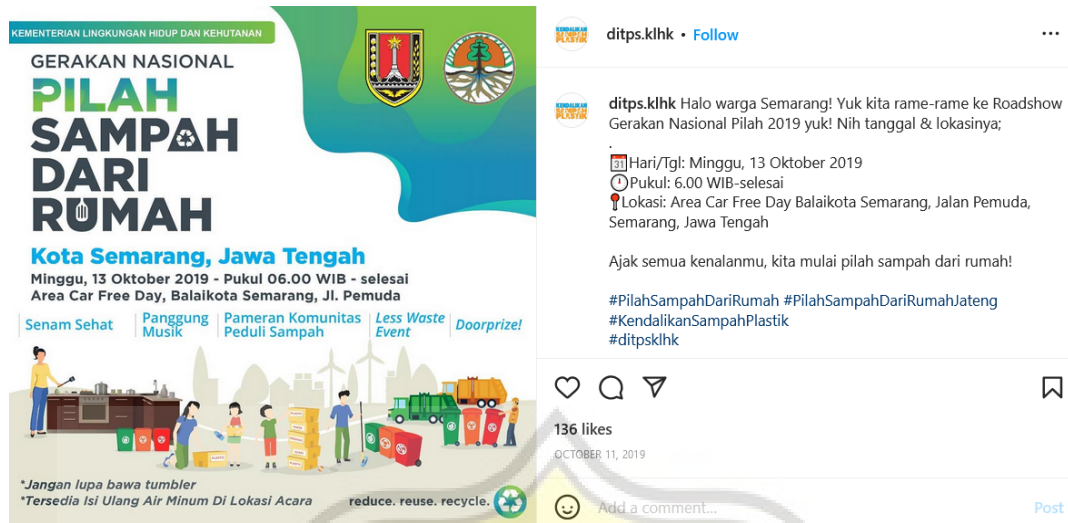 KEMENTERIAN LINGKUNGAN HIDUP DAN KEHUTANAN
GERAKAN NASIONAL
PILAH
SAMPAH
DARI
RUMAH
Kota Semarang, Jawa Tengah
Minggu, 13 Oktober 2019 - Pukul 06.00 WIB - selesai
Area Car Free Day, Balaikota Semarang, Jl. Pemuda
Senam Sehat
Panggung
Musik
Pameran Komunitas
Peduli Sampah
Less Waste
Event
Doorprize!
*Jangan lupa bawa tumbler
*Tersedia Isi Ulang Air Minum Di Lokasi Acara
reduce. reuse. recycle.
KENDALIKAN
SAMPAH
PLASTIK
ditps.klhk • Follow
KENDALIKAN
SAMPAH
PLASTIK
ditps.klhk Halo warga Semarang! Yuk kita rame-rame ke Roadshow
Gerakan Nasional Pilah 2019 yuk! Nih tanggal & lokasinya;
.
📅Hari/Tgl: Minggu, 13 Oktober 2019
🕛Pukul: 6.00 WIB-selesai
📍Lokasi: Area Car Free Day Balaikota Semarang, Jalan Pemuda,
Semarang, Jawa Tengah
Ajak semua kenalanmu, kita mulai pilah sampah dari rumah!
#PilahSampahDariRumah #PilahSampahDariRumahJateng
#KendalikanSampahPlastik
#ditpsklhk
136 likes
OCTOBER 11, 2019
Add a comment...
Post